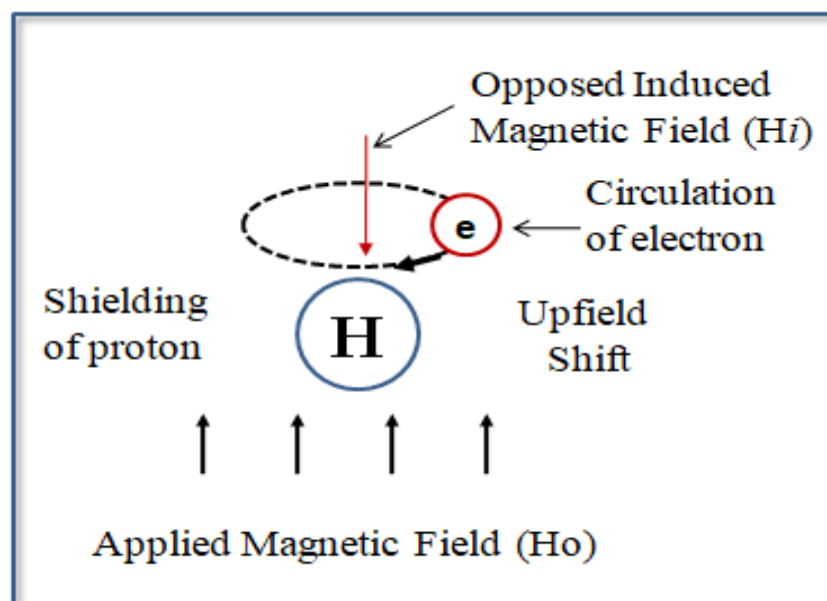 Opposed Induced
Magnetic Field (Hi)
Circulation
of electron
e
Shielding
of proton
H
Upfield
Shift
Applied Magnetic Field (Ho)